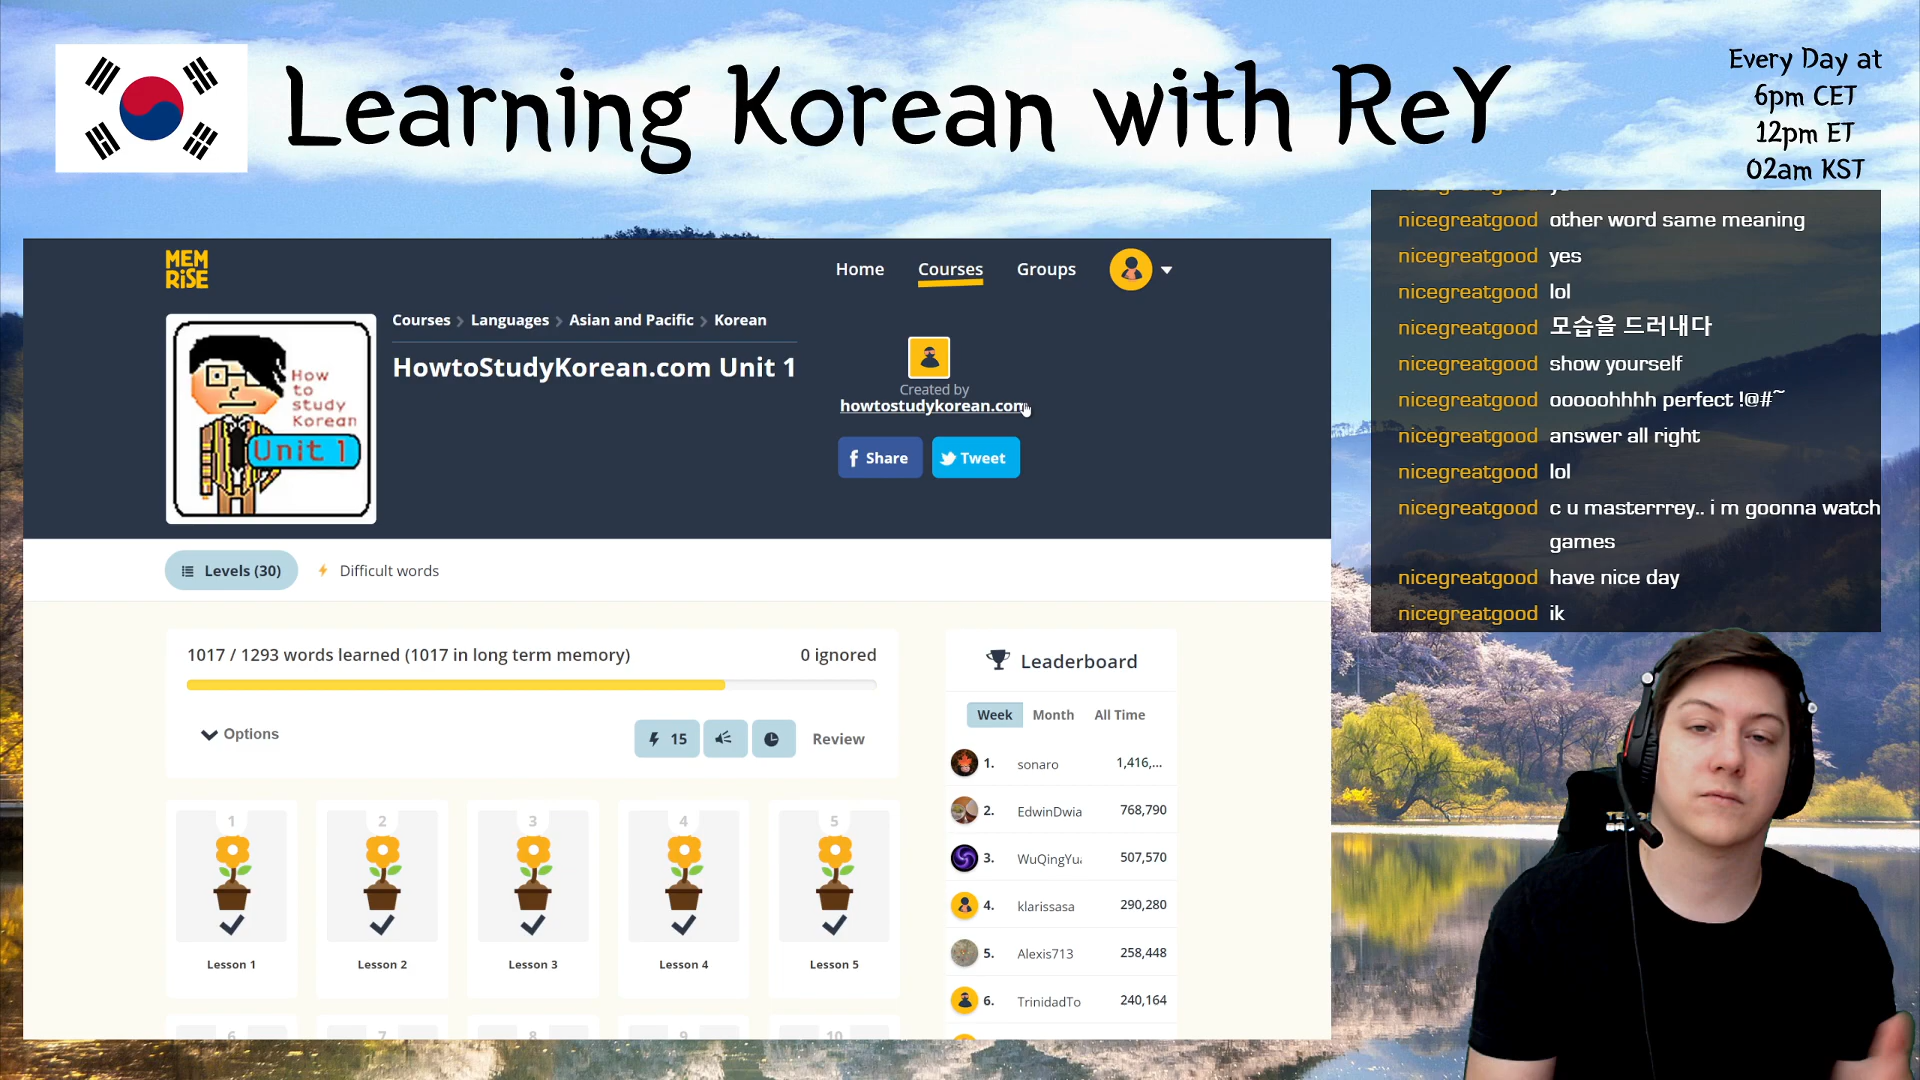 Learning Korean with ReY
Every Day at
6pm CET
12pm ET
02am KST
nicegreatgood other word same meaning
nicegreatgood yes
nicegreatgood lol
nicegreatgood 모습을 드러내다
nicegreatgood show yourself
nicegreatgood ooooohhhh perfect !@#~
nicegreatgood answer all right
nicegreatgood lol
nicegreatgood c u masterrrey.. i m goonna watch
games
nicegreatgood have nice day
nicegreatgood ik
MEM
RiSE
Home Courses Groups
Courses Languages Asian and Pacific Korean
HowtoStudyKorean.com Unit 1
How
to
study
Korean
Unit 1
Created by
howtostudykorean.com
Share Tweet
Levels (30) Difficult words
1017 / 1293 words learned (1017 in long term memory) 0 ignored
Options 15 Review
1 2 3 4 5
Lesson 1 Lesson 2 Lesson 3 Lesson 4 Lesson 5
6 7 8 9 10
Leaderboard
Week Month All Time
1. sonaro 1,416,...
2. EdwinDwia 768,790
3. WuQingYu 507,570
4. klarissasa 290,280
5. Alexis713 258,448
6. TrinidadTo 240,164